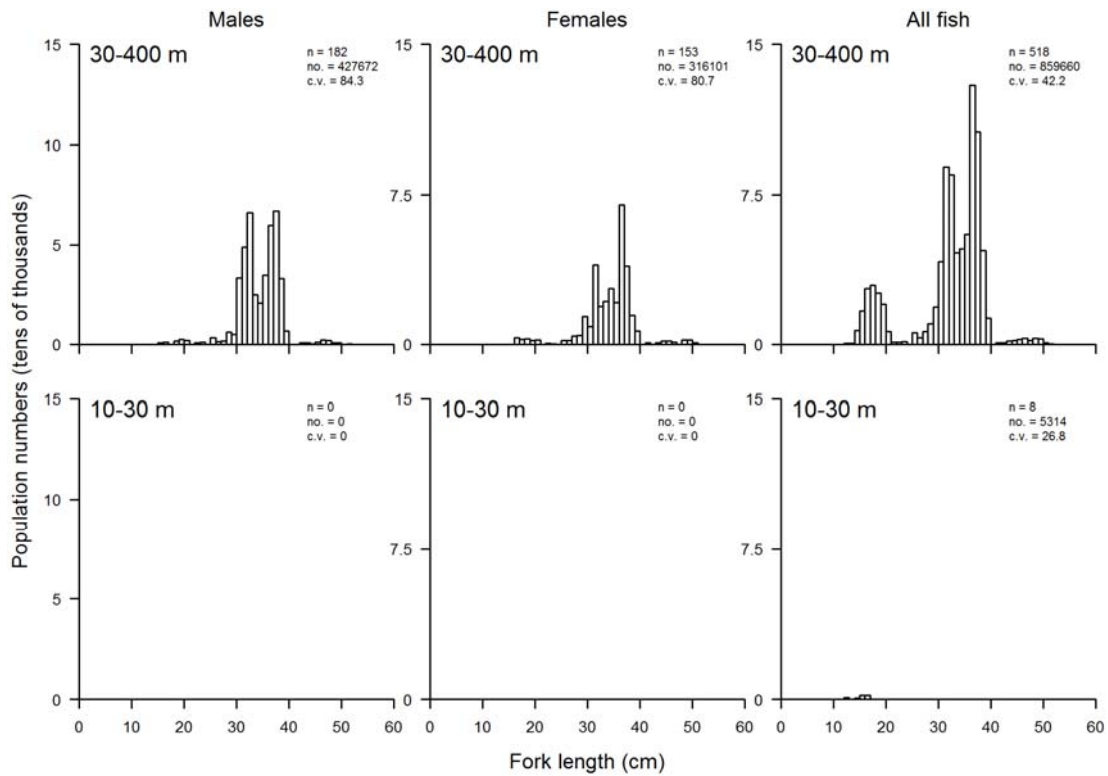 Males
Females
All fish
30-400 m
n = 182
no. = 427672
c.v. = 84.3
30-400 m
n = 153
no. = 316101
c.v. = 80.7
30-400 m
n = 518
no. = 859660
c.v. = 42.2
15
10
5
0
15
7.5
0
15
7.5
0
10-30 m
n = 0
no. = 0
c.v. = 0
10-30 m
n = 0
no. = 0
c.v. = 0
10-30 m
n = 8
no. = 5314
c.v. = 26.8
15
10
5
0
15
7.5
0
15
7.5
0
0 10 20 30 40 50 60
0 10 20 30 40 50 60
0 10 20 30 40 50 60
Population numbers (tens of thousands)
Fork length (cm)